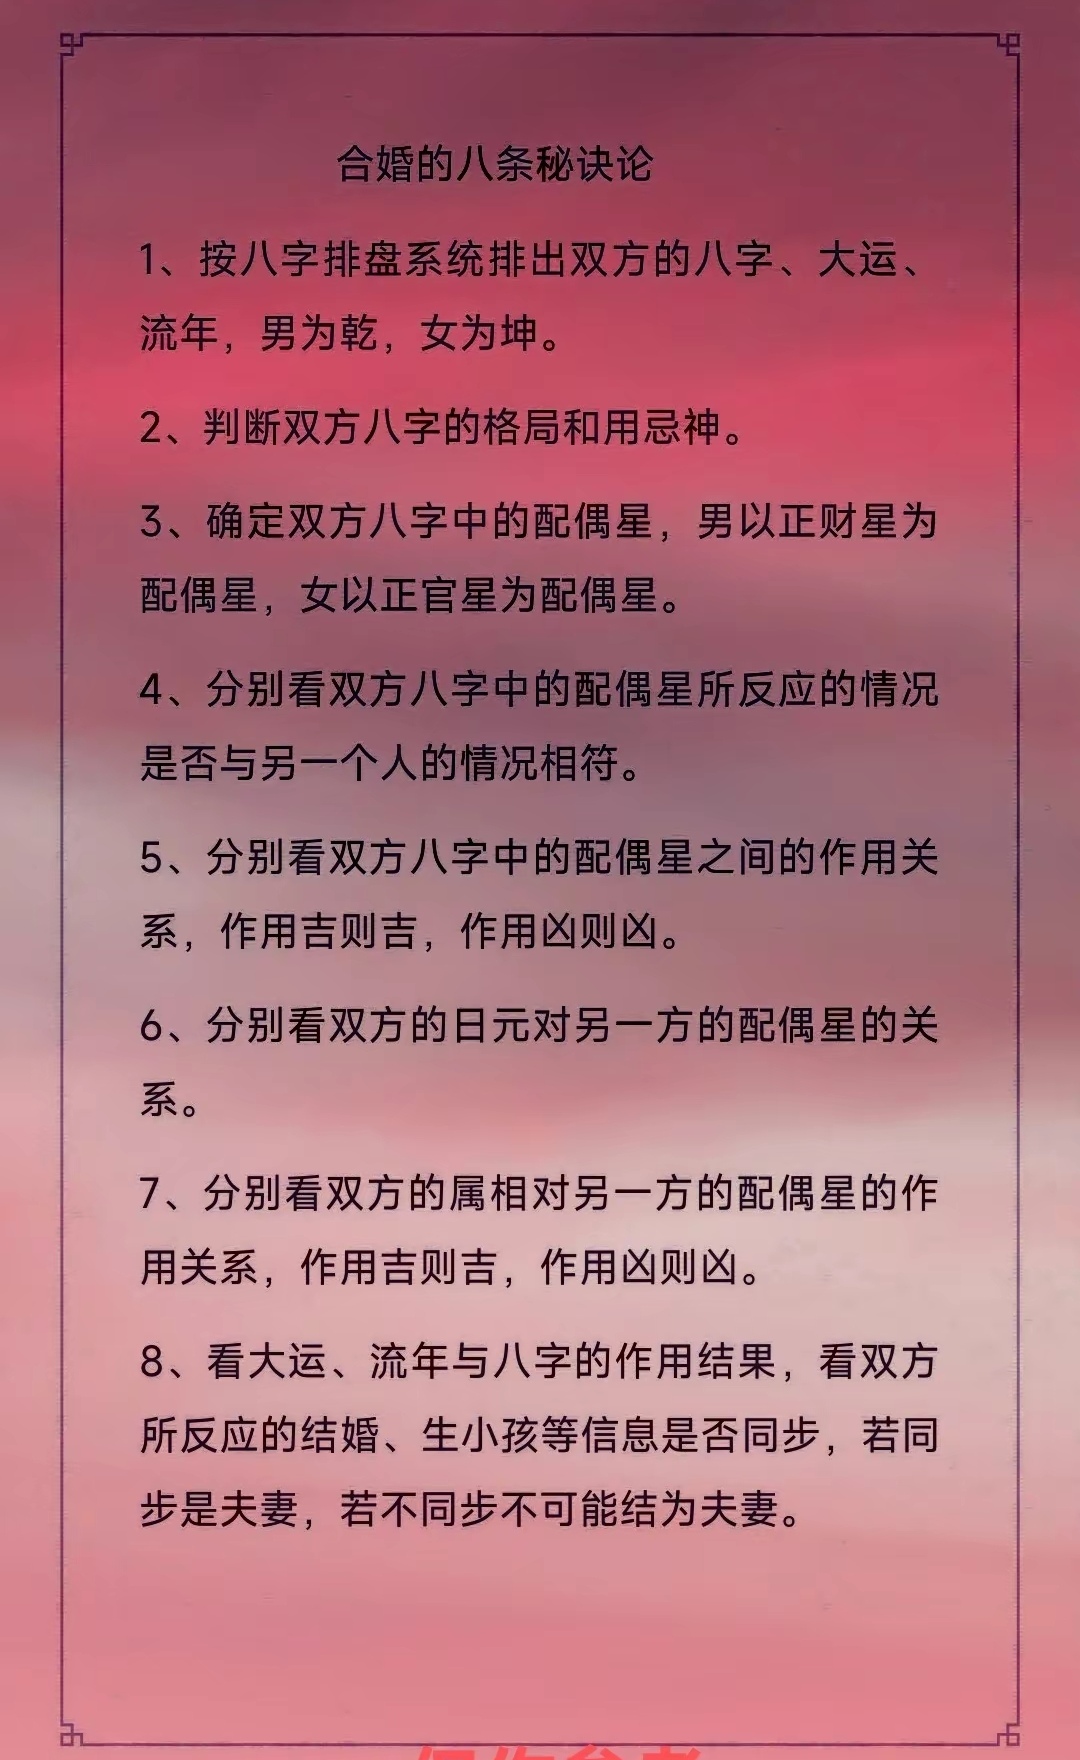 合婚的八条秘诀论
1、按八字排盘系统排出双方的八字、大运、
流年，男为乾，女为坤。
2、判断双方八字的格局和用忌神。
3、确定双方八字中的配偶星，男以正财星为
配偶星，女以正官星为配偶星。
4、分别看双方八字中的配偶星所反应的情况
是否与另一个人的情况相符。
5、分别看双方八字中的配偶星之间的作用关
系，作用吉则吉，作用凶则凶。
6、分别看双方的日元对另一方的配偶星的关
系。
7、分别看双方的属相对另一方的配偶星的作
用关系，作用吉则吉，作用凶则凶。
8、看大运、流年与八字的作用结果，看双方
所反应的结婚、生小孩等信息是否同步，若同
步是夫妻，若不同步不可能结为夫妻。